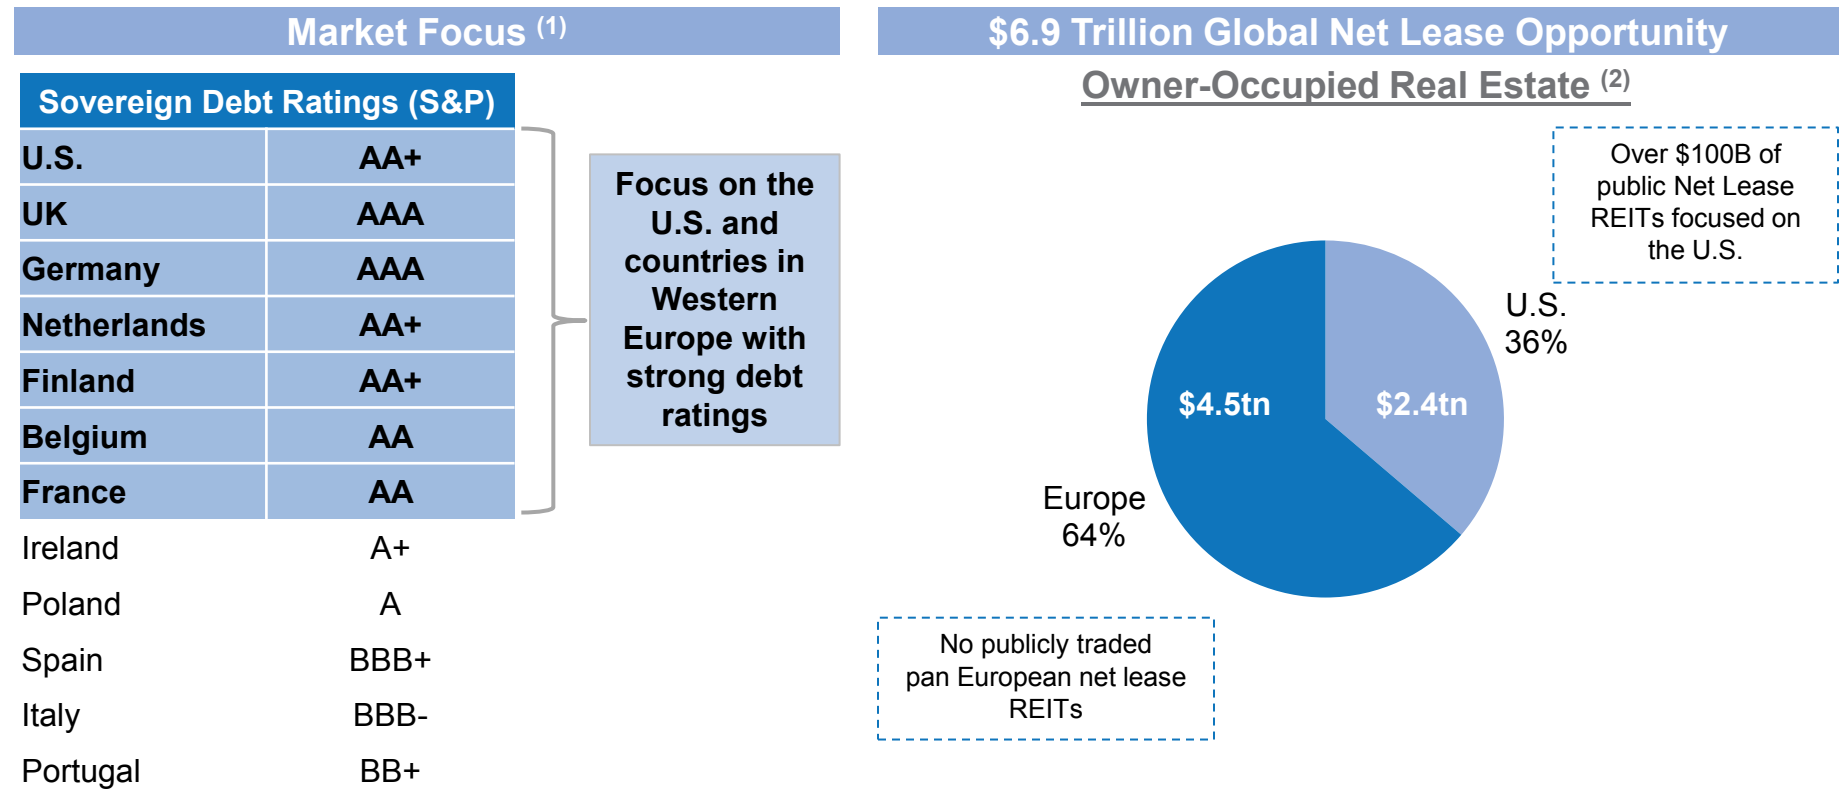 Market Focus (1)
Sovereign Debt Ratings (S&P)
U.S. AA+
UK AAA
Germany AAA
Netherlands AA+
Finland AA+
Belgium AA
France AA
Ireland A+
Poland A
Spain BBB+
Italy BBB-
Portugal BB+
Focus on the
U.S. and
countries in
Western
Europe with
strong debt
ratings
$6.9 Trillion Global Net Lease Opportunity
Owner-Occupied Real Estate (2)
Over $100B of
public Net Lease
REITs focused on
the U.S.
U.S.
36%
$4.5tn
$2.4tn
Europe
64%
No publicly traded
pan European net lease
REITs